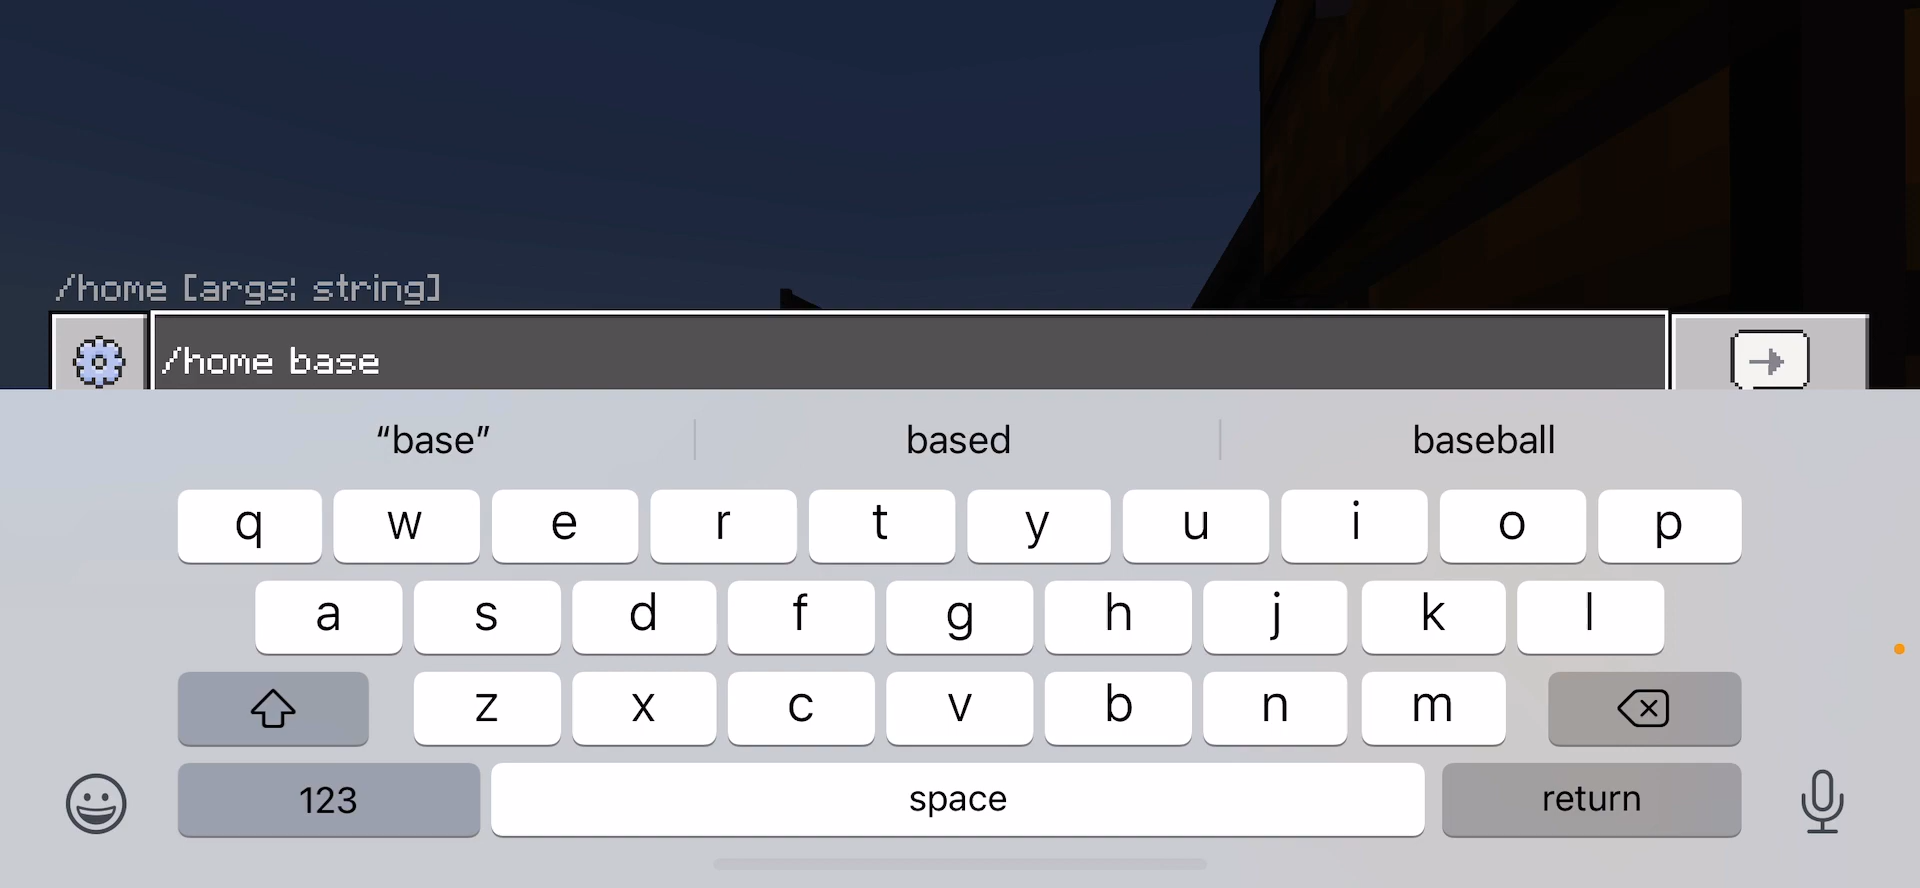 /home [args: string]
/home base
“base” based baseball
q w e r t y u i o p
a s d f g h j k l
z x c v b n m
123 space return